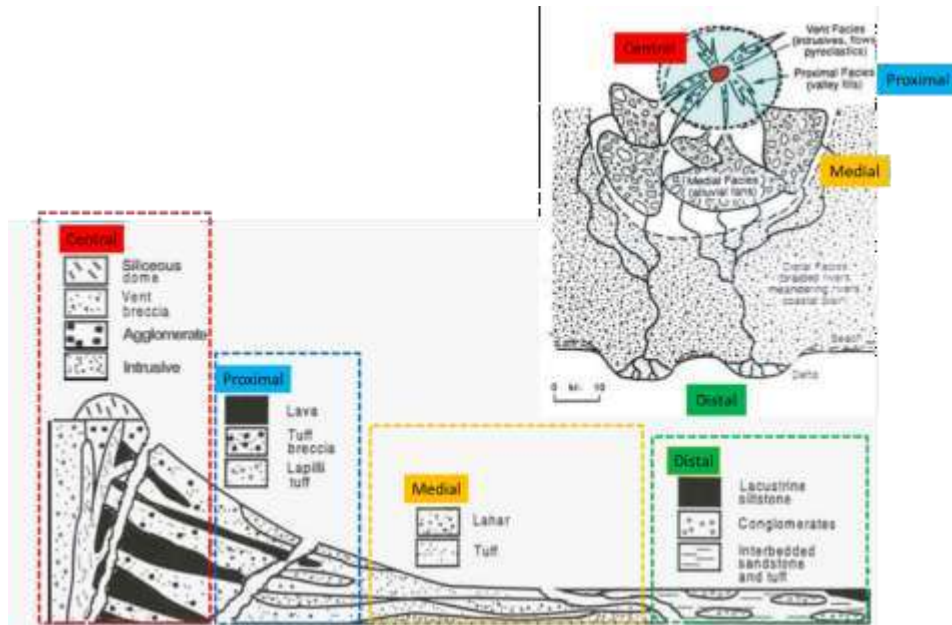 Central
Vent Facies
(intrusives, flows
pyroclastics)
Proximal Facies
(valley fills)
Proximal
Medial
Medial Facies
(alluvial fans)
Distal Facies
braided rivers
meandering rivers
coastal plain
Beach
Delta
0 10
Distal
Central
Siliceous
dome
Vent
breccia
Agglomerate
Intrusive
Proximal
Lava
Tuff
breccia
Lapilli
tuff
Medial
Lahar
Tuff
Distal
Lacustrine
siltstone
Conglomerates
Interbedded
sandstone
and tuff